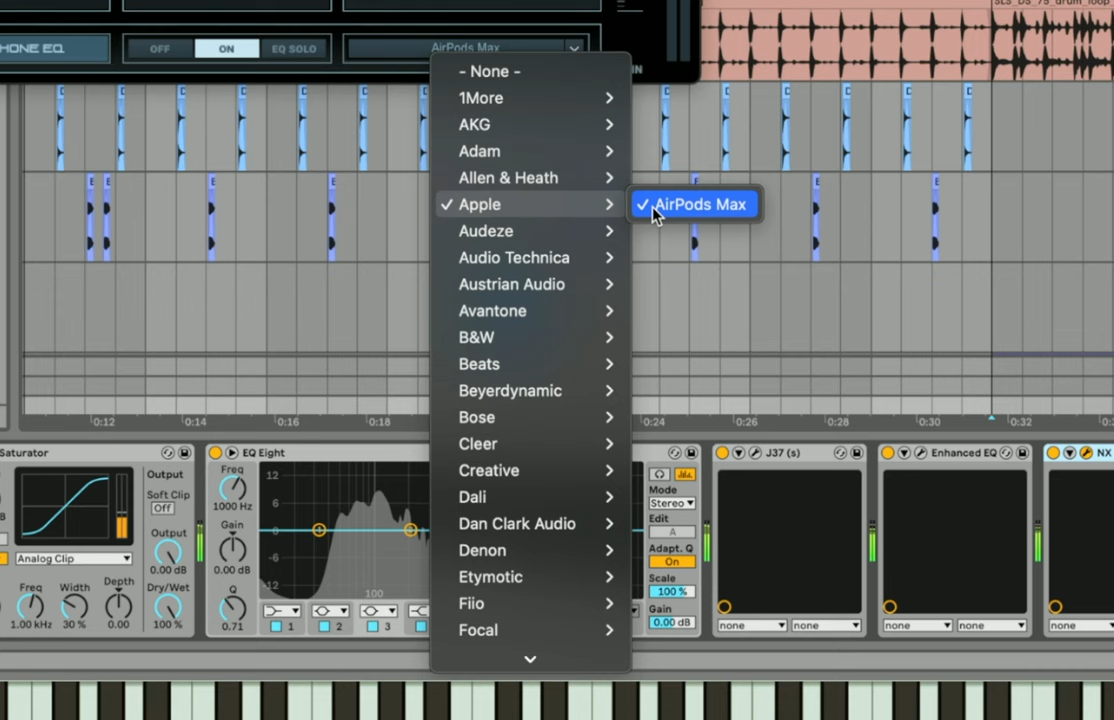 SLS_DS_75_drum_loop
PHONE EQ
OFF
ON
EQ SOLO
AirPods Max
IN
- None -
1More
AKG
Adam
Allen & Heath
✓ Apple
✓ AirPods Max
Audeze
Audio Technica
Austrian Audio
Avantone
B&W
Beats
Beyerdynamic
Bose
Cleer
Creative
Dali
Dan Clark Audio
Denon
Etymotic
Fiio
Focal
0:12
0:14
0:16
0:18
0:24
0:26
0:28
0:30
0:32
Saturator
Output
Soft Clip
Off
Output
0.00 dB
Analog Clip
Freq
Width
Depth
Dry/Wet
1.00 kHz
30 %
0.00
100 %
EQ Eight
Freq
1000 Hz
Gain
0.00 dB
Q
0.71
12
6
0
-6
-12
100
1
2
3
Mode
Stereo
Edit
A
Adapt. Q
On
Scale
100 %
Gain
0.00 dB
J37 (s)
none
none
Enhanced EQ
none
none
NX
none